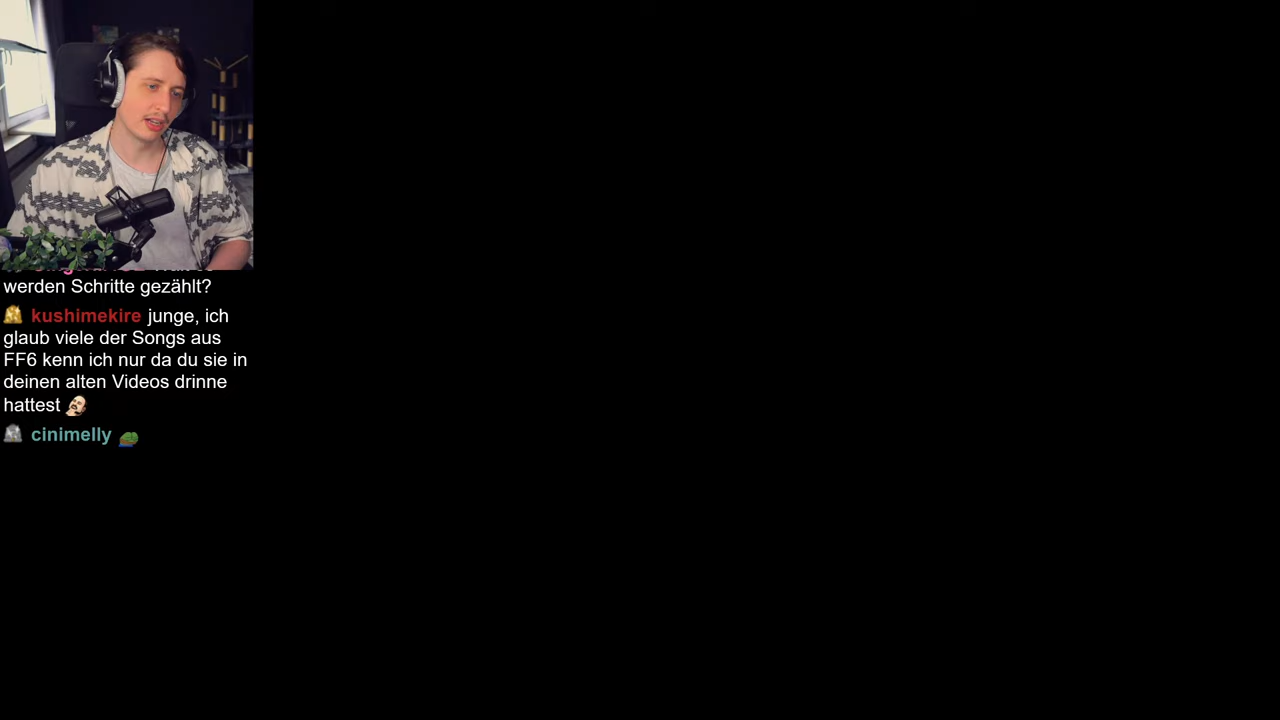 werden Schritte gezählt?
kushimekire junge, ich
glaub viele der Songs aus
FF6 kenn ich nur da du sie in
deinen alten Videos drinne
hattest
cinimelly